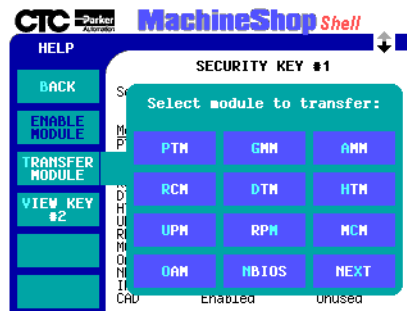 CTC Parker Automation MachineShop Shell
HELP
SECURITY KEY #1
BACK
Select module to transfer:
ENABLE MODULE
TRANSFER MODULE
VIEW KEY #2
PTM GMM AMM
RCM DTM HTM
UPM RPM MCM
OAM NBIOS NEXT
CAD Enabled Unused